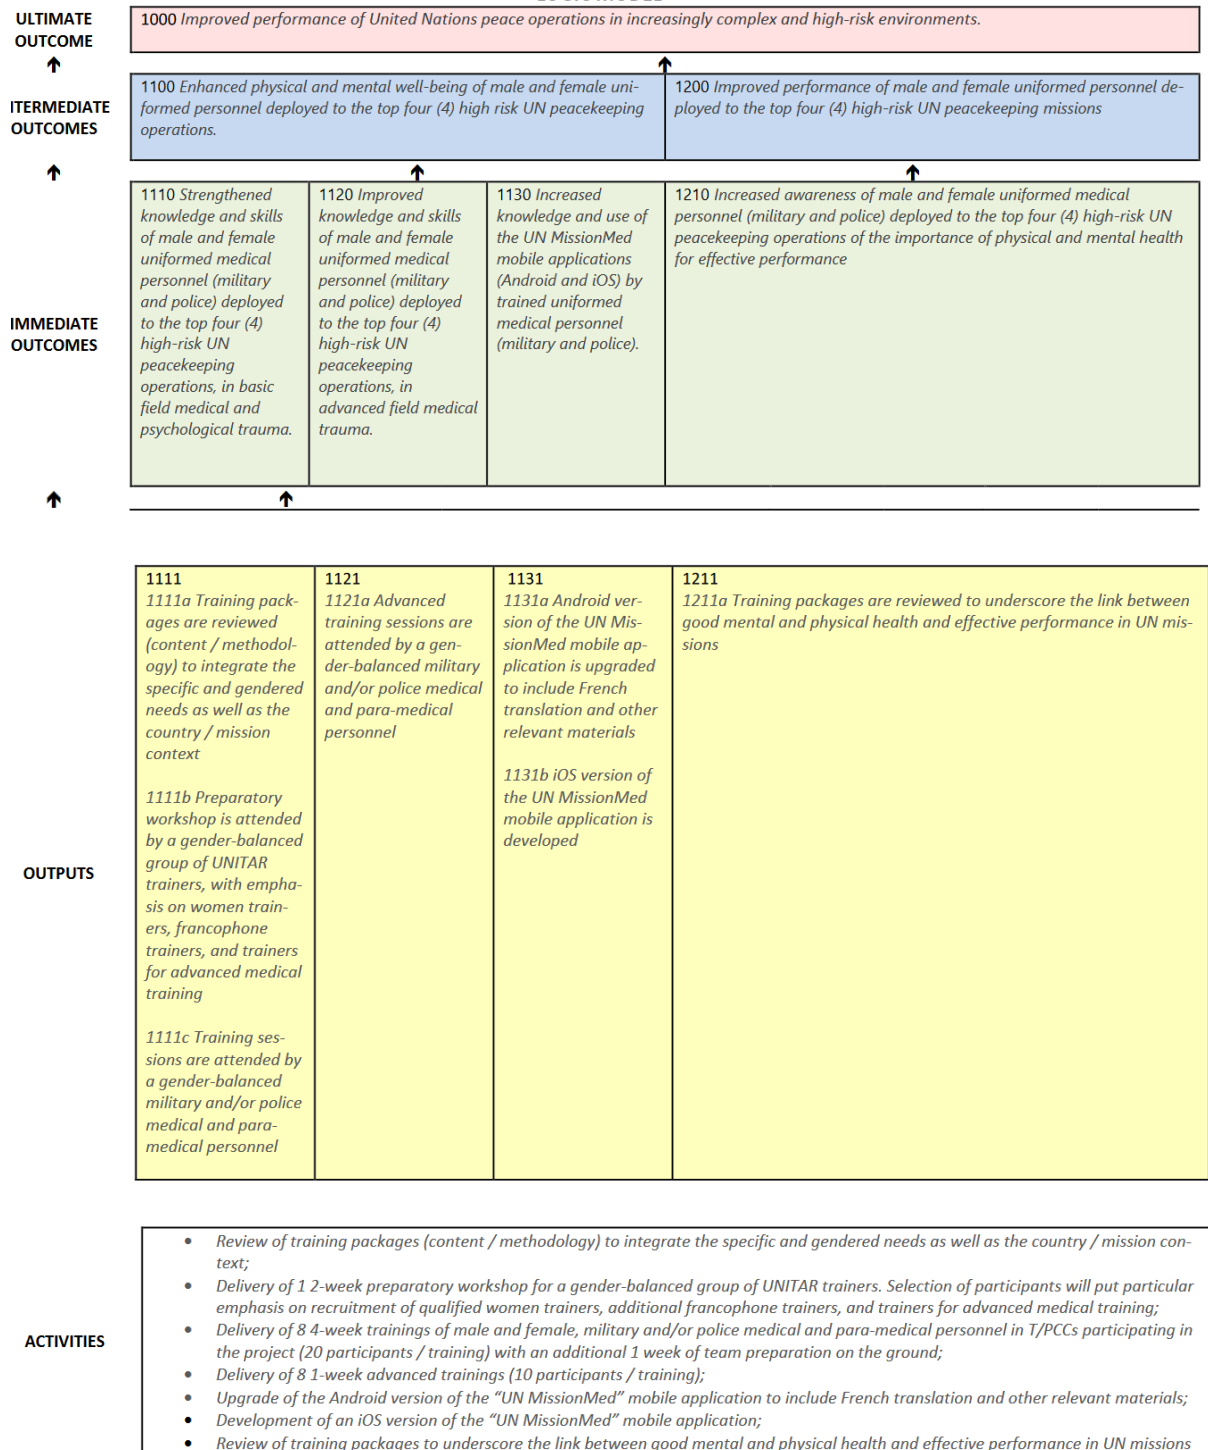 ULTIMATE
OUTCOME
1000 Improved performance of United Nations peace operations in increasingly complex and high-risk environments.
NTERMEDIATE
OUTCOMES
1100 Enhanced physical and mental well-being of male and female uni-
formed personnel deployed to the top four (4) high risk UN peacekeeping
operations.
1200 Improved performance of male and female uniformed personnel de-
ployed to the top four (4) high-risk UN peacekeeping missions
IMMEDIATE
OUTCOMES
1110 Strengthened
knowledge and skills
of male and female
uniformed medical
personnel (military
and police) deployed
to the top four (4)
high-risk UN
peacekeeping
operations, in basic
field medical and
psychological trauma.
1120 Improved
knowledge and skills
of male and female
uniformed medical
personnel (military
and police) deployed
to the top four (4)
high-risk UN
peacekeeping
operations, in
advanced field medical
trauma.
1130 Increased
knowledge and use of
the UN MissionMed
mobile applications
(Android and iOS) by
trained uniformed
medical personnel
(military and police).
1210 Increased awareness of male and female uniformed medical
personnel (military and police) deployed to the top four (4) high-risk UN
peacekeeping operations of the importance of physical and mental health
for effective performance
OUTPUTS
1111
1111a Training pack-
ages are reviewed
(content / methodol-
ogy) to integrate the
specific and gendered
needs as well as the
country / mission
context
1111b Preparatory
workshop is attended
by a gender-balanced
group of UNITAR
trainers, with empha-
sis on women train-
ers, francophone
trainers, and trainers
for advanced medical
training
1111c Training ses-
sions are attended by
a gender-balanced
military and/or police
medical and para-
medical personnel
1121
1121a Advanced
training sessions are
attended by a gen-
der-balanced military
and/or police medical
and para-medical
personnel
1131
1131a Android ver-
sion of the UN Mis-
sionMed mobile ap-
plication is upgraded
to include French
translation and other
relevant materials
1131b iOS version of
the UN MissionMed
mobile application is
developed
1211
1211a Training packages are reviewed to underscore the link between
good mental and physical health and effective performance in UN mis-
sions
ACTIVITIES
• Review of training packages (content / methodology) to integrate the specific and gendered needs as well as the country / mission con-
text;
• Delivery of 1 2-week preparatory workshop for a gender-balanced group of UNITAR trainers. Selection of participants will put particular
emphasis on recruitment of qualified women trainers, additional francophone trainers, and trainers for advanced medical training;
• Delivery of 8 4-week trainings of male and female, military and/or police medical and para-medical personnel in T/PCCs participating in
the project (20 participants / training) with an additional 1 week of team preparation on the ground;
• Delivery of 8 1-week advanced trainings (10 participants / training);
• Upgrade of the Android version of the “UN MissionMed” mobile application to include French translation and other relevant materials;
• Development of an iOS version of the “UN MissionMed” mobile application;
• Review of training packages to underscore the link between good mental and physical health and effective performance in UN missions